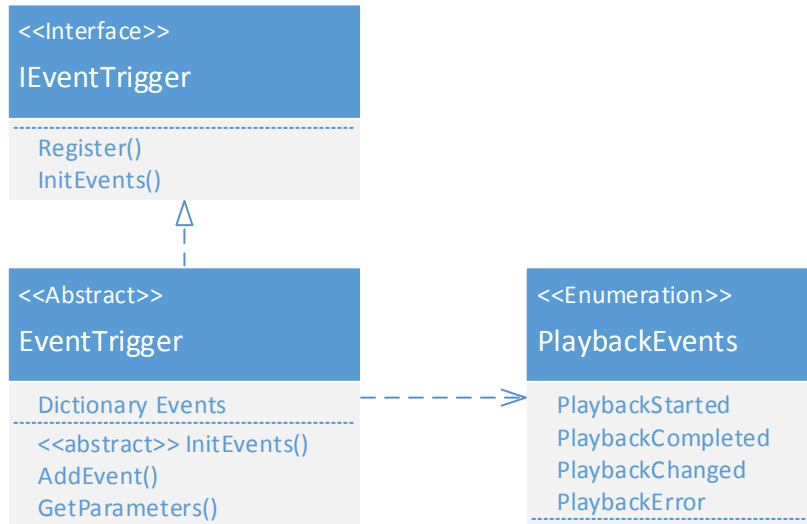 <<Interface>>
IEventTrigger
Register()
InitEvents()
<<Abstract>>
EventTrigger
Dictionary Events
<<abstract>> InitEvents()
AddEvent()
GetParameters()
<<Enumeration>>
PlaybackEvents
PlaybackStarted
PlaybackCompleted
PlaybackChanged
PlaybackError